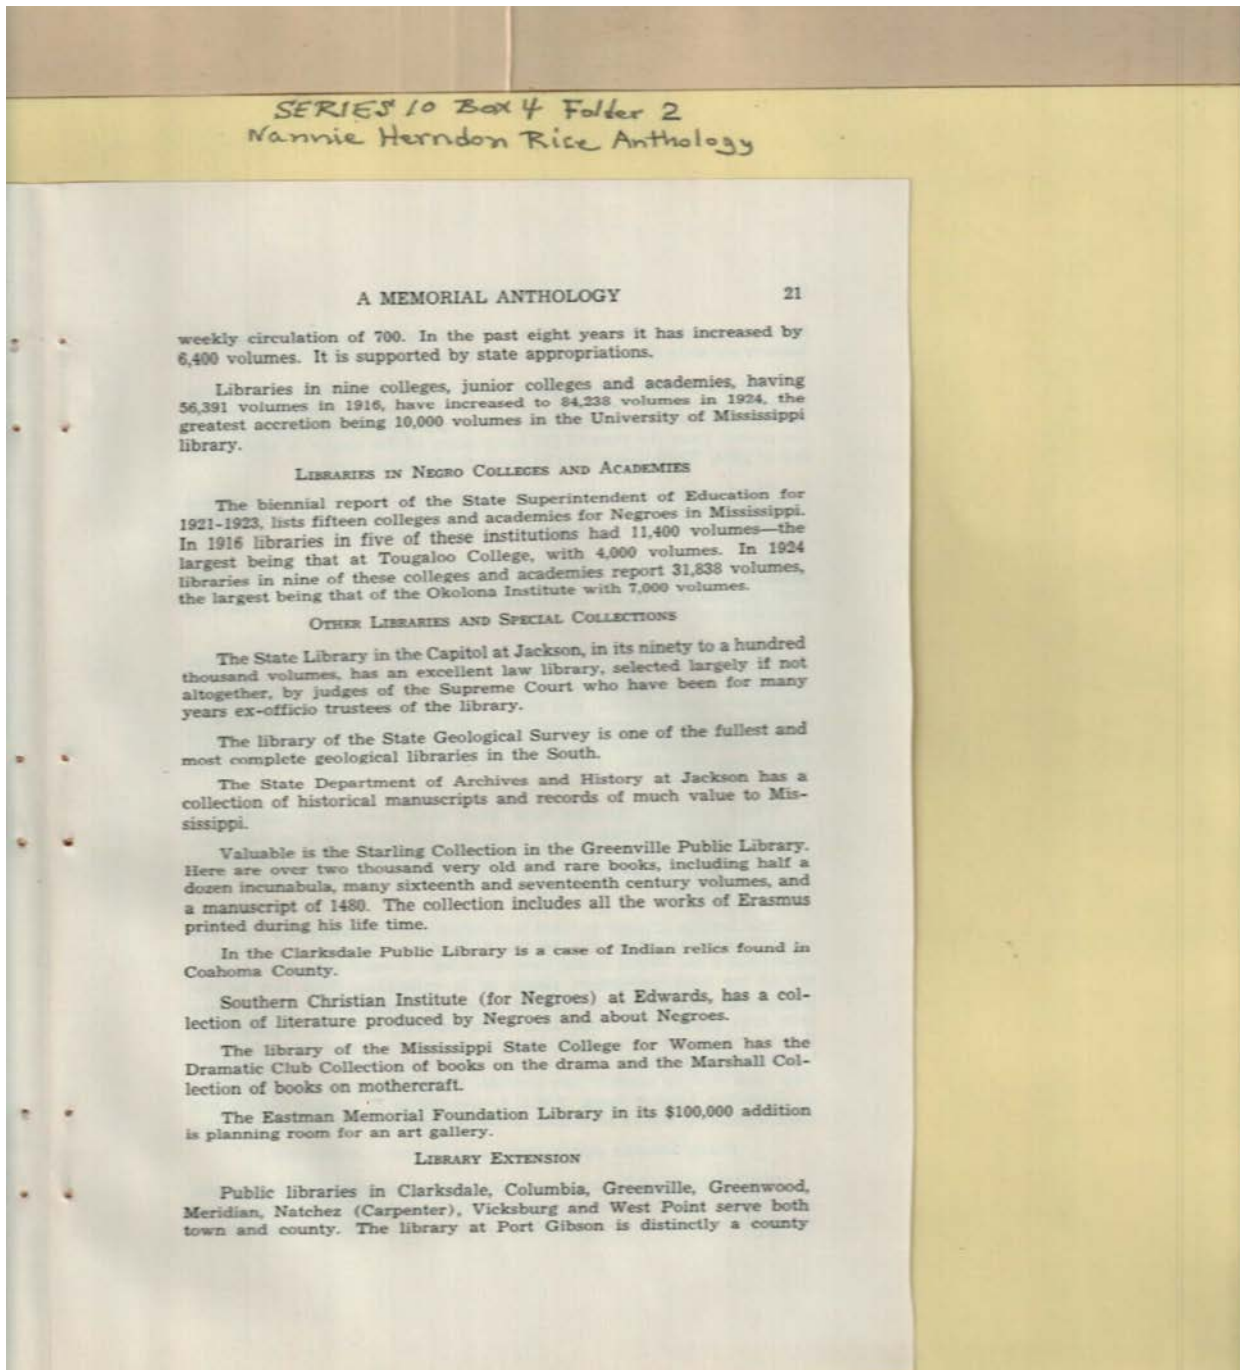 SERIES 10 Box 4 Folder 2
Nannie Herndon Rice Anthology
A MEMORIAL ANTHOLOGY 21
weekly circulation of 700. In the past eight years it has increased by
6,400 volumes. It is supported by state appropriations.
Libraries in nine colleges, junior colleges and academies, having
56,391 volumes in 1916, have increased to 84,238 volumes in 1924, the
greatest accretion being 10,000 volumes in the University of Mississippi
library.
LIBRARIES IN NEGRO COLLEGES AND ACADEMIES
The biennial report of the State Superintendent of Education for
1921-1923, lists fifteen colleges and academies for Negroes in Mississippi.
In 1916 libraries in five of these institutions had 11,400 volumes—the
largest being that at Tougaloo College, with 4,000 volumes. In 1924
libraries in nine of these colleges and academies report 31,838 volumes,
the largest being that of the Okolona Institute with 7,000 volumes.
OTHER LIBRARIES AND SPECIAL COLLECTIONS
The State Library in the Capitol at Jackson, in its ninety to a hundred
thousand volumes, has an excellent law library, selected largely if not
altogether, by judges of the Supreme Court who have been for many
years ex-officio trustees of the library.
The library of the State Geological Survey is one of the fullest and
most complete geological libraries in the South.
The State Department of Archives and History at Jackson has a
collection of historical manuscripts and records of much value to Mis-
sissippi.
Valuable is the Starling Collection in the Greenville Public Library.
Here are over two thousand very old and rare books, including half a
dozen incunabula, many sixteenth and seventeenth century volumes, and
a manuscript of 1480. The collection includes all the works of Erasmus
printed during his life time.
In the Clarksdale Public Library is a case of Indian relics found in
Coahoma County.
Southern Christian Institute (for Negroes) at Edwards, has a col-
lection of literature produced by Negroes and about Negroes.
The library of the Mississippi State College for Women has the
Dramatic Club Collection of books on the drama and the Marshall Col-
lection of books on mothercraft.
The Eastman Memorial Foundation Library in its $100,000 addition
is planning room for an art gallery.
LIBRARY EXTENSION
Public libraries in Clarksdale, Columbia, Greenville, Greenwood,
Meridian, Natchez (Carpenter), Vicksburg and West Point serve both
town and county. The library at Port Gibson is distinctly a county